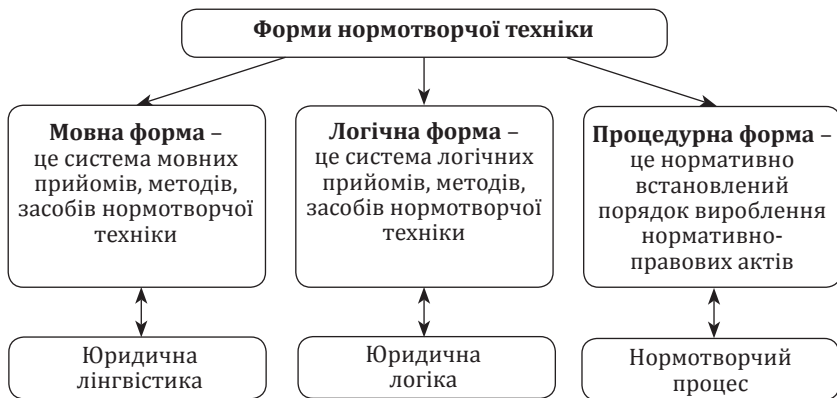 Форми нормотворчої техніки
Мовна форма –
це система мовних
прийомів, методів,
засобів нормотворчої
техніки
Логічна форма –
це система логічних
прийомів, методів,
засобів нормотворчої
техніки
Процедурна форма –
це нормативно
встановлений
порядок вироблення
нормативно-
правових актів
Юридична
лінгвістика
Юридична
логіка
Нормотворчий
процес